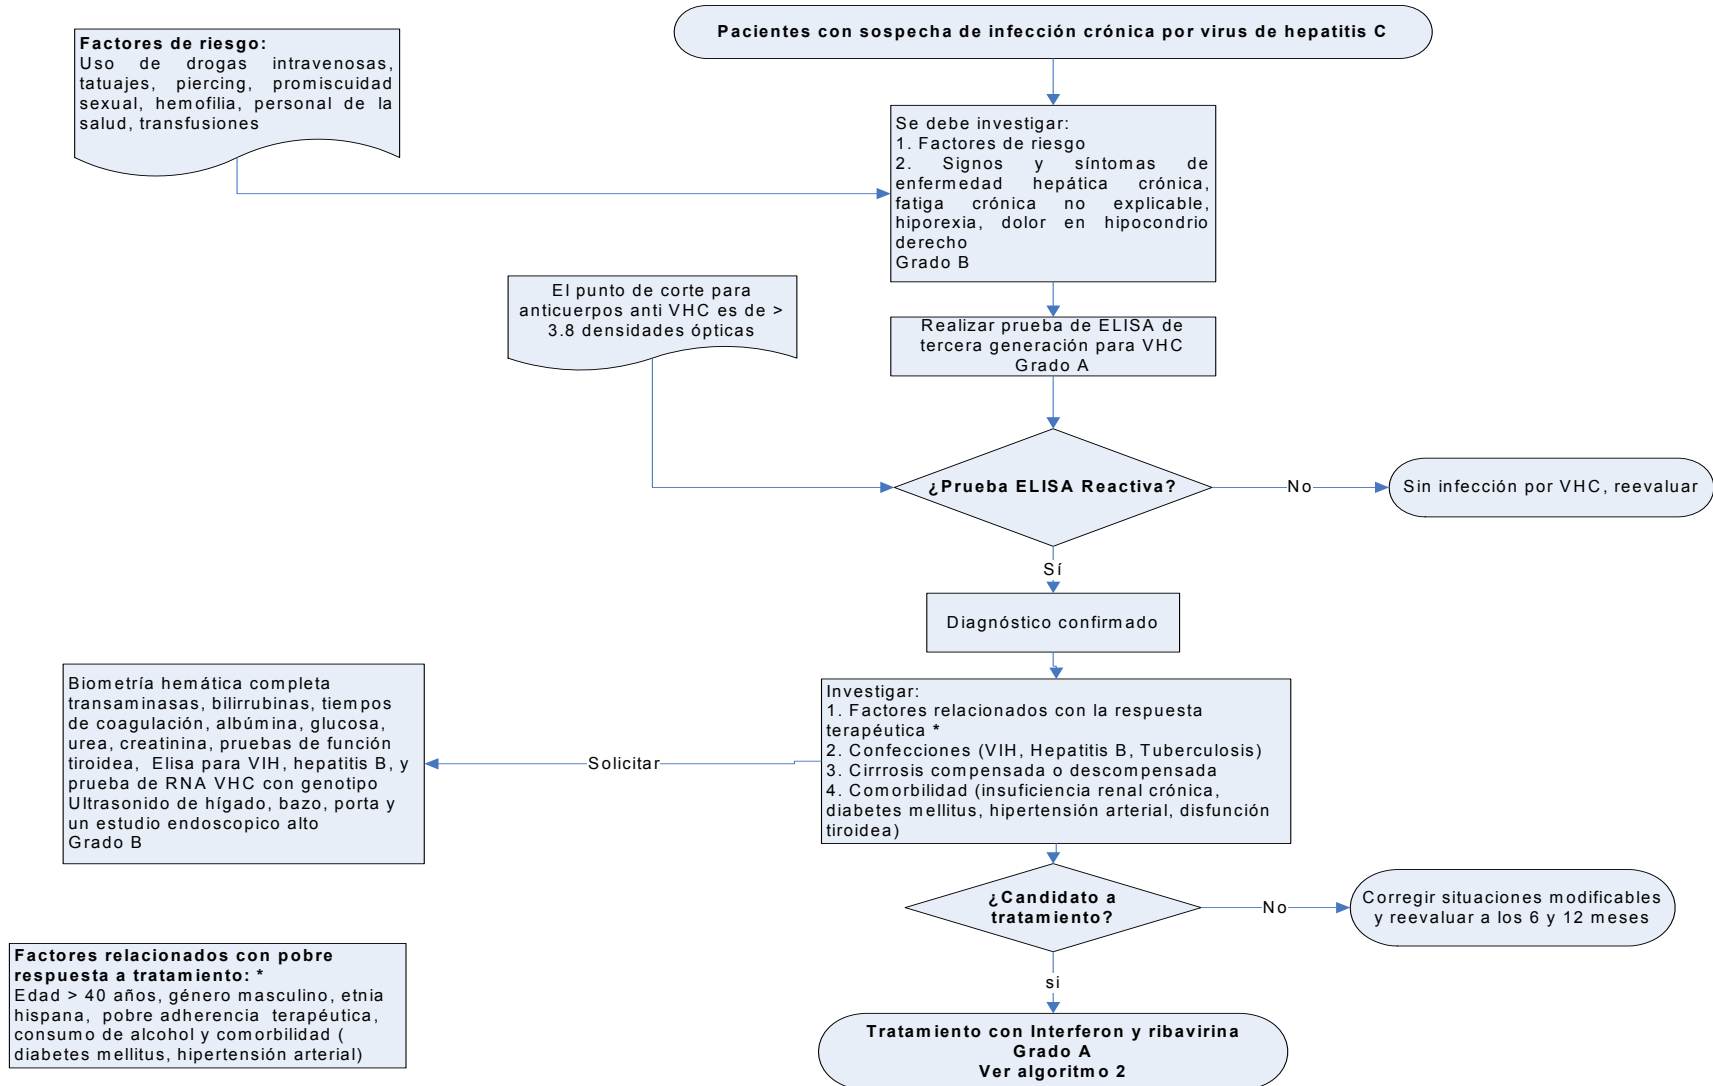 Pacientes con sospecha de infección crónica por virus de hepatitis C
Factores de riesgo:
Uso de drogas intravenosas,
tatuajes, piercing, promiscuidad
sexual, hemofilia, personal de la
salud, transfusiones
Se debe investigar:
1. Factores de riesgo
2. Signos y síntomas de
enfermedad hepática crónica,
fatiga crónica no explicable,
hiporexia, dolor en hipocondrio
derecho
Grado B
El punto de corte para
anticuerpos anti VHC es de >
3.8 densidades ópticas
Realizar prueba de ELISA de
tercera generación para VHC
Grado A
¿Prueba ELISA Reactiva?
No
Sin infección por VHC, reevaluar
Sí
Diagnóstico confirmado
Investigar:
1. Factores relacionados con la respuesta
terapéutica *
2. Confecciones (VIH, Hepatitis B, Tuberculosis)
3. Cirrrosis compensada o descompensada
4. Comorbilidad (insuficiencia renal crónica,
diabetes mellitus, hipertensión arterial, disfunción
tiroidea)
Solicitar
Biometría hemática completa
transaminasas, bilirrubinas, tiempos
de coagulación, albúmina, glucosa,
urea, creatinina, pruebas de función
tiroidea, Elisa para VIH, hepatitis B, y
prueba de RNA VHC con genotipo
Ultrasonido de hígado, bazo, porta y
un estudio endoscopico alto
Grado B
¿Candidato a
tratamiento?
No
Corregir situaciones modificables
y reevaluar a los 6 y 12 meses
si
Factores relacionados con pobre
respuesta a tratamiento: *
Edad > 40 años, género masculino, etnia
hispana, pobre adherencia terapéutica,
consumo de alcohol y comorbilidad (
diabetes mellitus, hipertensión arterial)
Tratamiento con Interferon y ribavirina
Grado A
Ver algoritmo 2